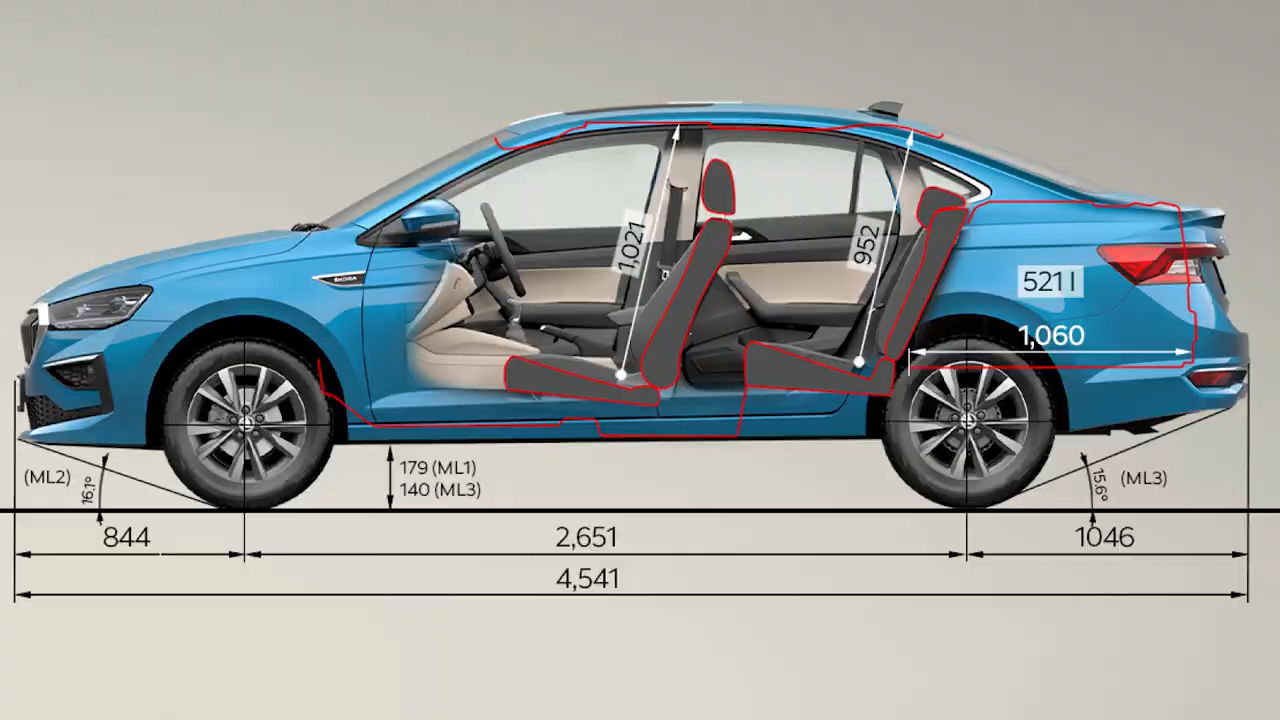 1,021
952
ŠKODA
521 l
1,060
179 (ML1)
140 (ML3)
(ML2)
16.1°
15.6°
(ML3)
844
2,651
1046
4,541